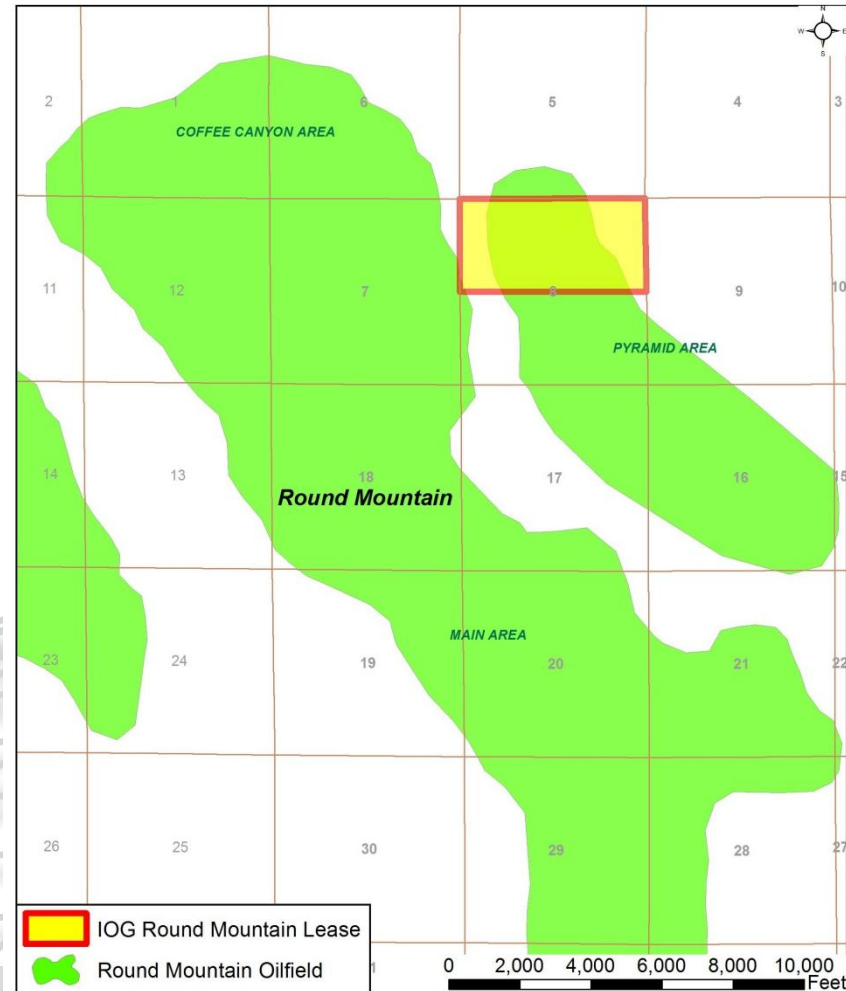 N
W E
S
2 1 6 5 4 3
COFFEE CANYON AREA
11 12 7 8 9 10
PYRAMID AREA
14 13 18 17 16 15
Round Mountain
MAIN AREA
23 24 19 20 21 22
26 25 30 29 28 27
IOG Round Mountain Lease
Round Mountain Oilfield
1
0 2,000 4,000 6,000 8,000 10,000
Feet